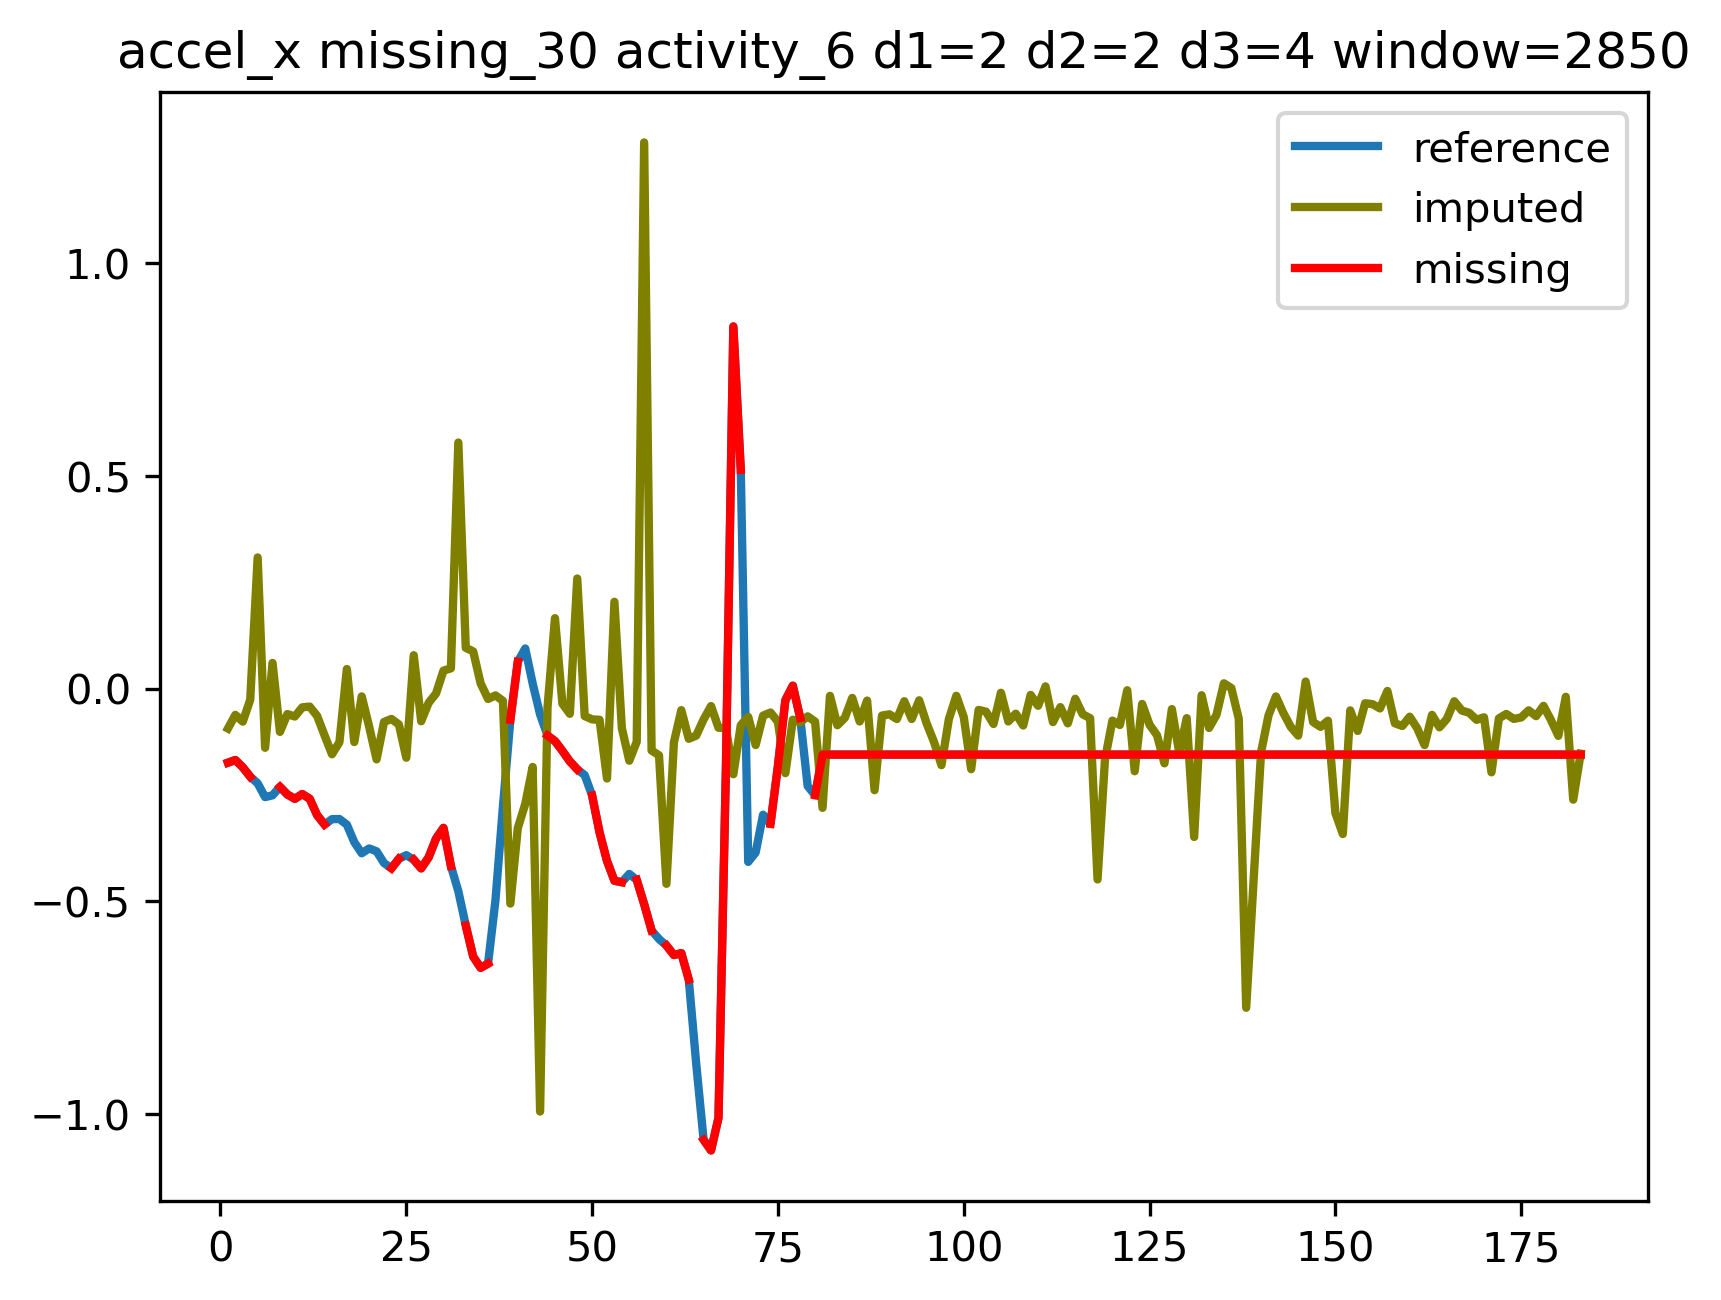 accel_x missing_30 activity_6 d1=2 d2=2 d3=4 window=2850
reference
imputed
missing
1.0
0.5
0.0
−0.5
−1.0
0 25 50 75 100 125 150 175